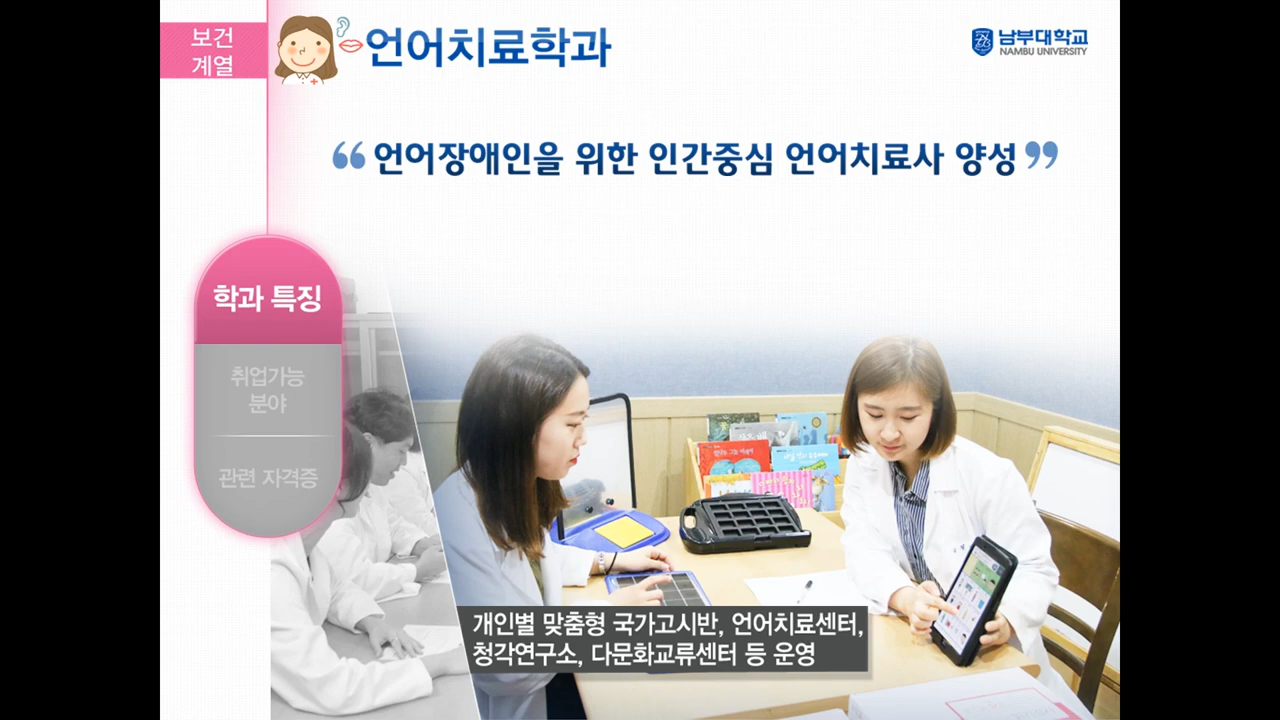 보건
계열
언어치료학과
남부대학교
NAMBU UNIVERSITY
“언어장애인을 위한 인간중심 언어치료사 양성”
학과 특징
취업가능
분야
관련 자격증
개인별 맞춤형 국가고시반, 언어치료센터,
청각연구소, 다문화교류센터 등 운영